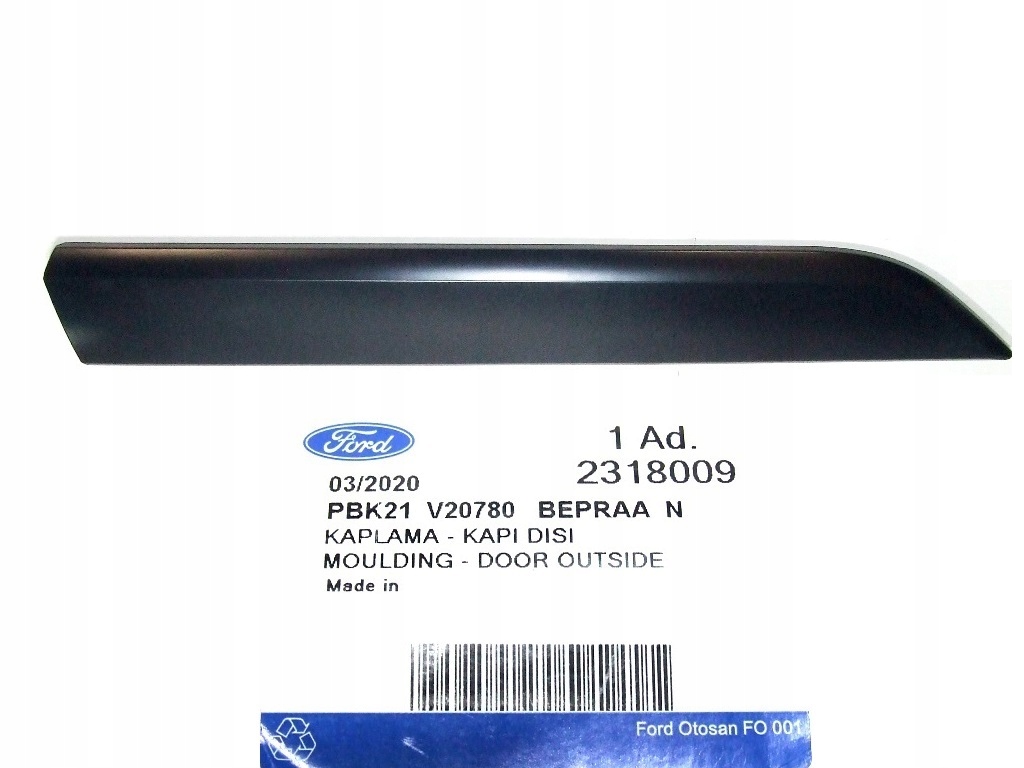 Ford
1 Ad.
2318009
03/2020
PBK21 V20780 BEPRAA N
KAPLAMA - KAPI DISI
MOULDING - DOOR OUTSIDE
Made in
Ford Otosan FO 001